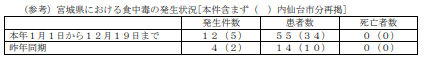 （参考）宮城県における食中毒の発生状況[本件含まず（　）内仙台市分再掲]
発生件数 患者数 死亡者数
本年１月１日から１２月１９日まで １２（５） ５５（３４） ０（０）
昨年同期 ４（２） １４（１０） ０（０）